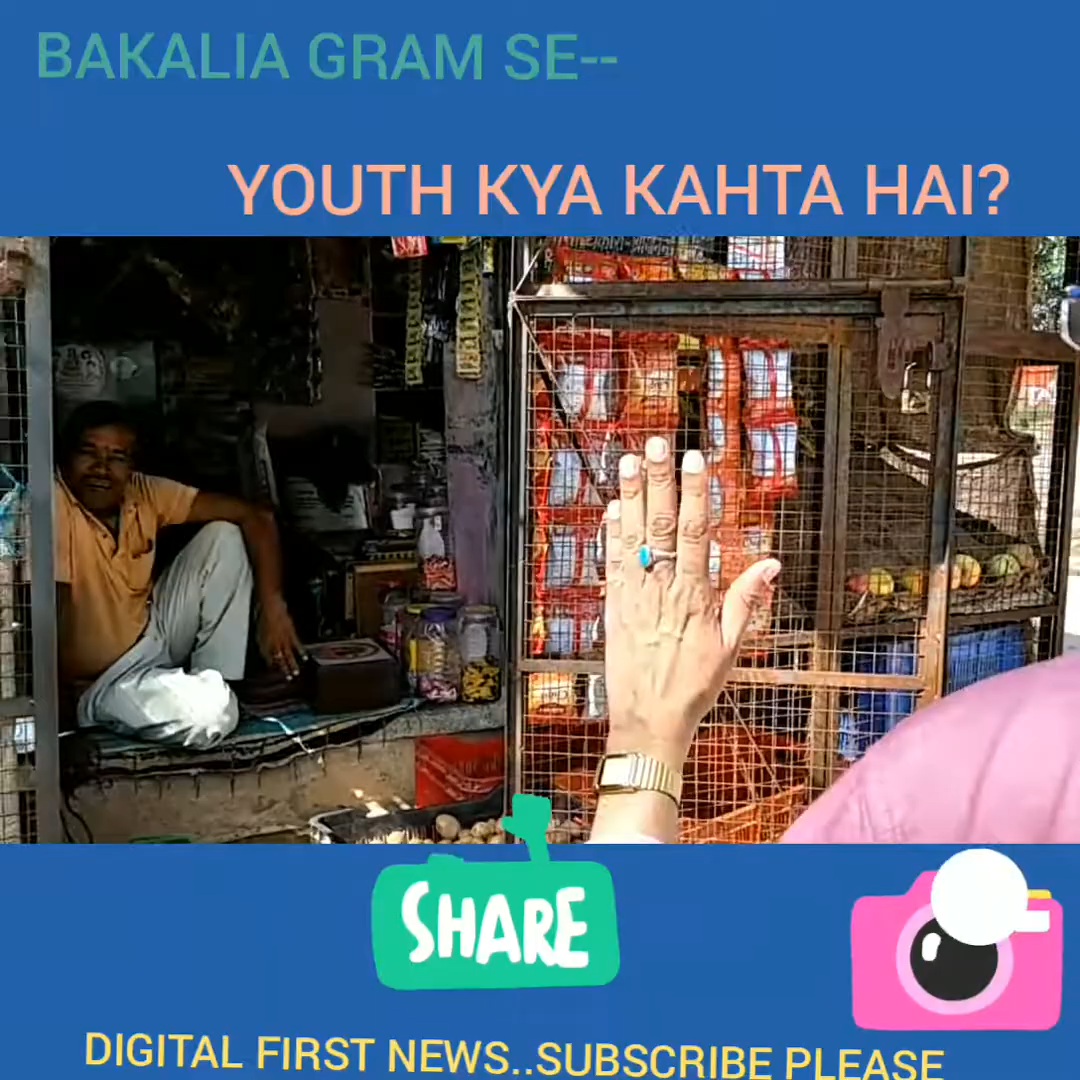 BAKALIA GRAM SE--
YOUTH KYA KAHTA HAI?
SHARE
DIGITAL FIRST NEWS..SUBSCRIBE PLEASE